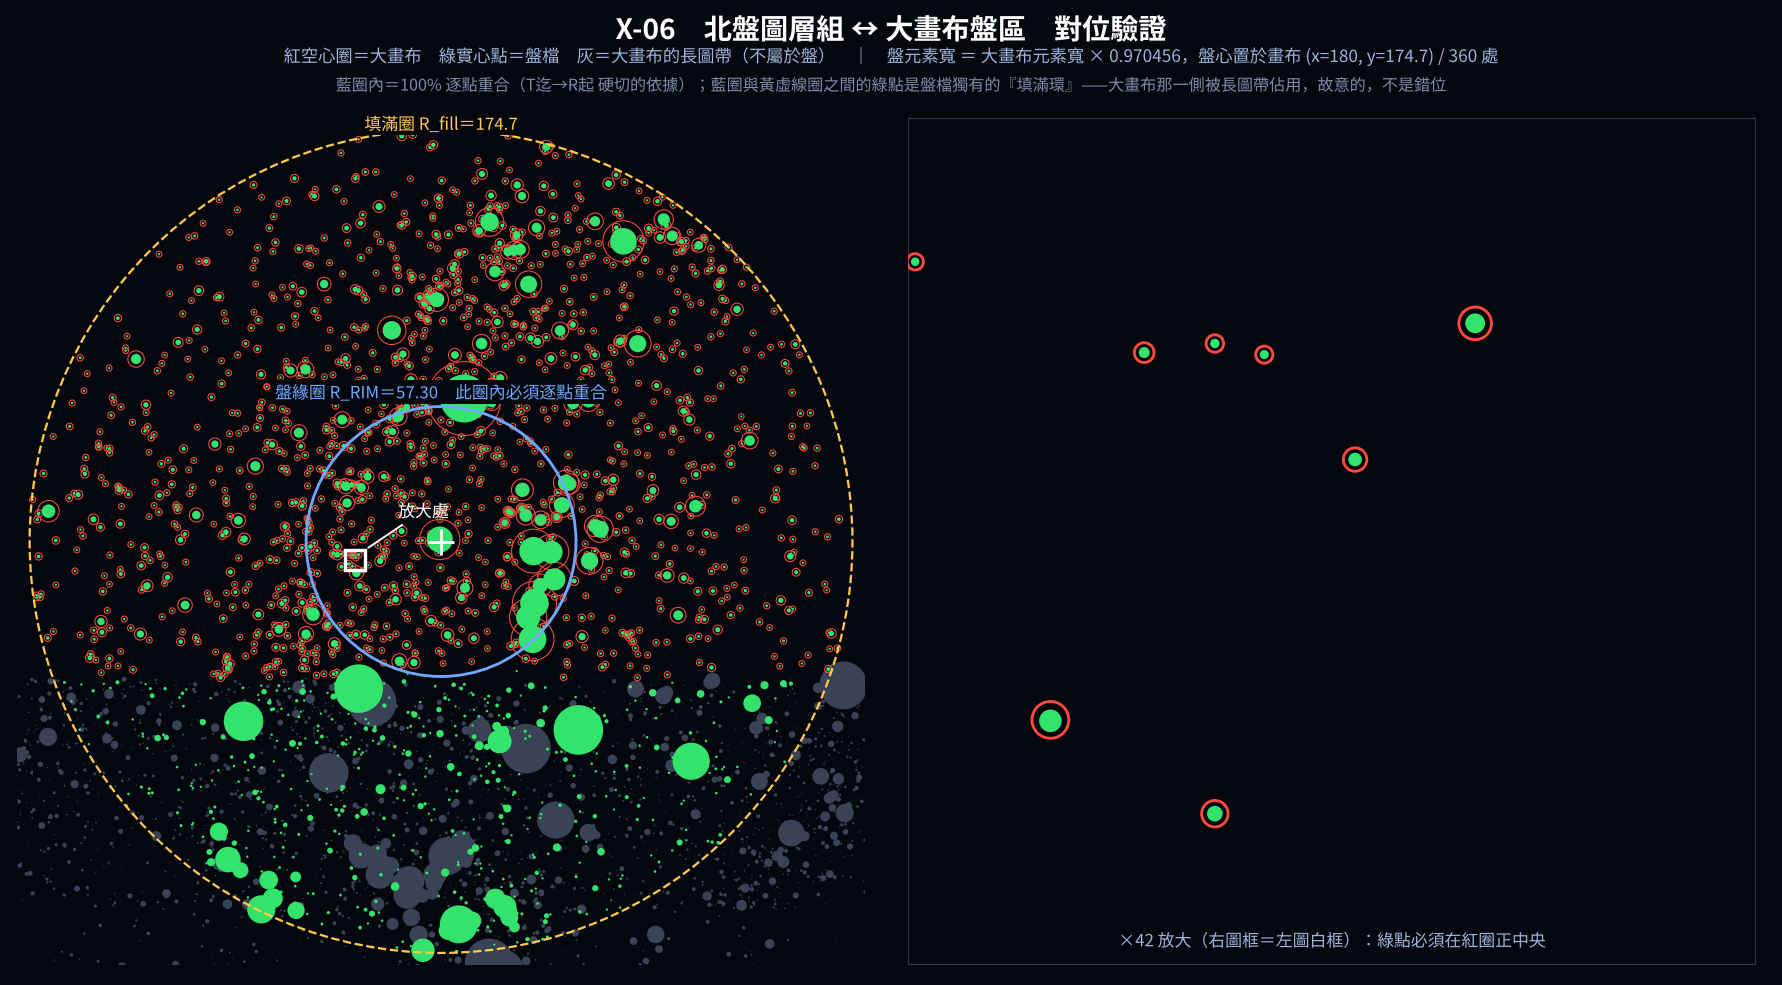 X-06　北盤圖層組 ↔ 大畫布盤區　對位驗證
紅空心圈＝大畫布　綠實心點＝盤檔　灰＝大畫布的長圖帶（不屬於盤）　｜　盤元素寬 ＝ 大畫布元素寬 × 0.970456，盤心置於畫布 (x=180, y=174.7) / 360 處
藍圈內＝100% 逐點重合（T迄→R起 硬切的依據）；藍圈與黃虛線圈之間的綠點是盤檔獨有的『填滿環』——大畫布那一側被長圖帶佔用，故意的，不是錯位
填滿圈 R_fill＝174.7
盤緣圈 R_RIM＝57.30　此圈內必須逐點重合
放大處
×42 放大（右圖框＝左圖白框）：綠點必須在紅圈正中央